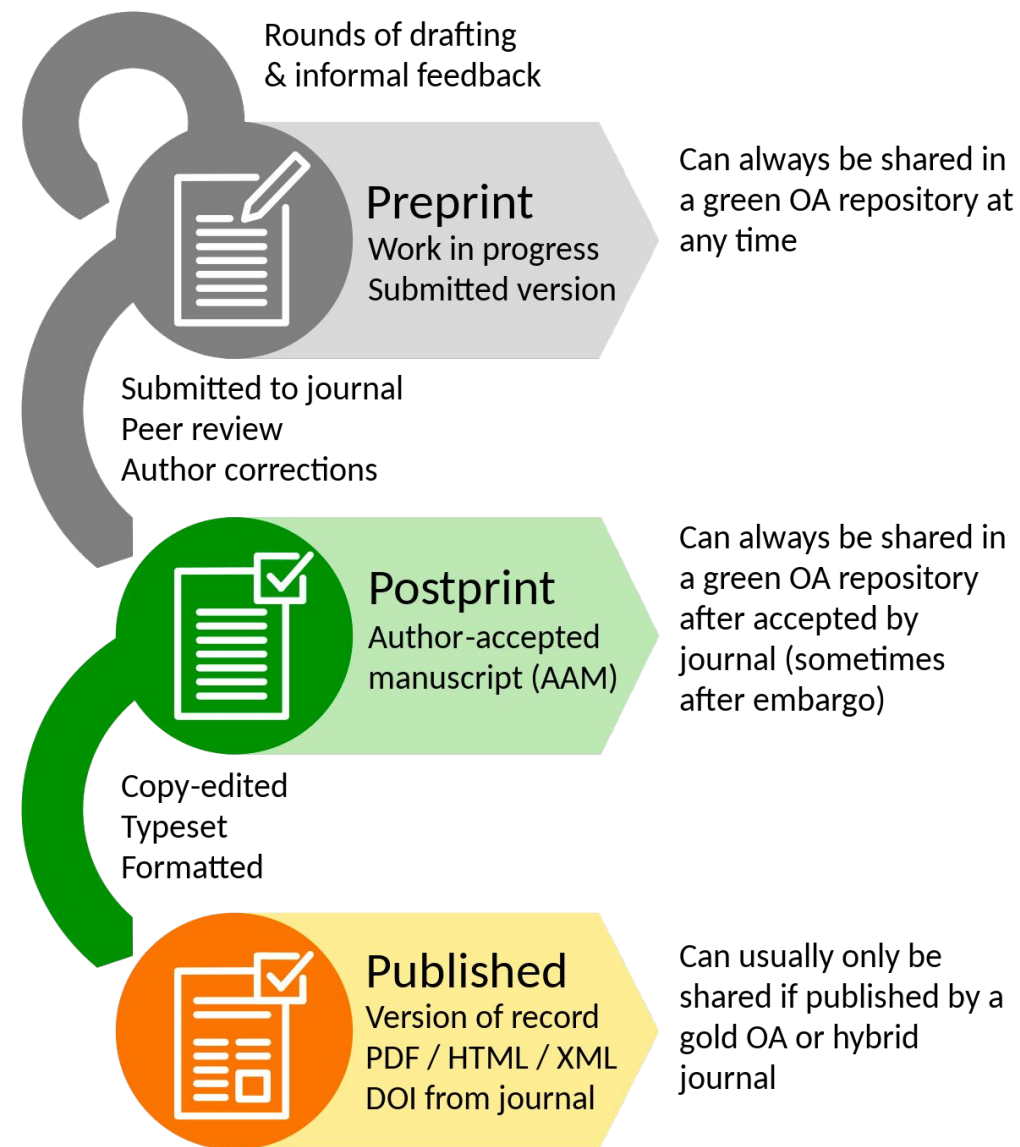 Rounds of drafting
& informal feedback
Preprint
Work in progress
Submitted version
Can always be shared in
a green OA repository at
any time
Submitted to journal
Peer review
Author corrections
Postprint
Author-accepted
manuscript (AAM)
Can always be shared in
a green OA repository
after accepted by
journal (sometimes
after embargo)
Copy-edited
Typeset
Formatted
Published
Version of record
PDF / HTML / XML
DOI from journal
Can usually only be
shared if published by a
gold OA or hybrid
journal